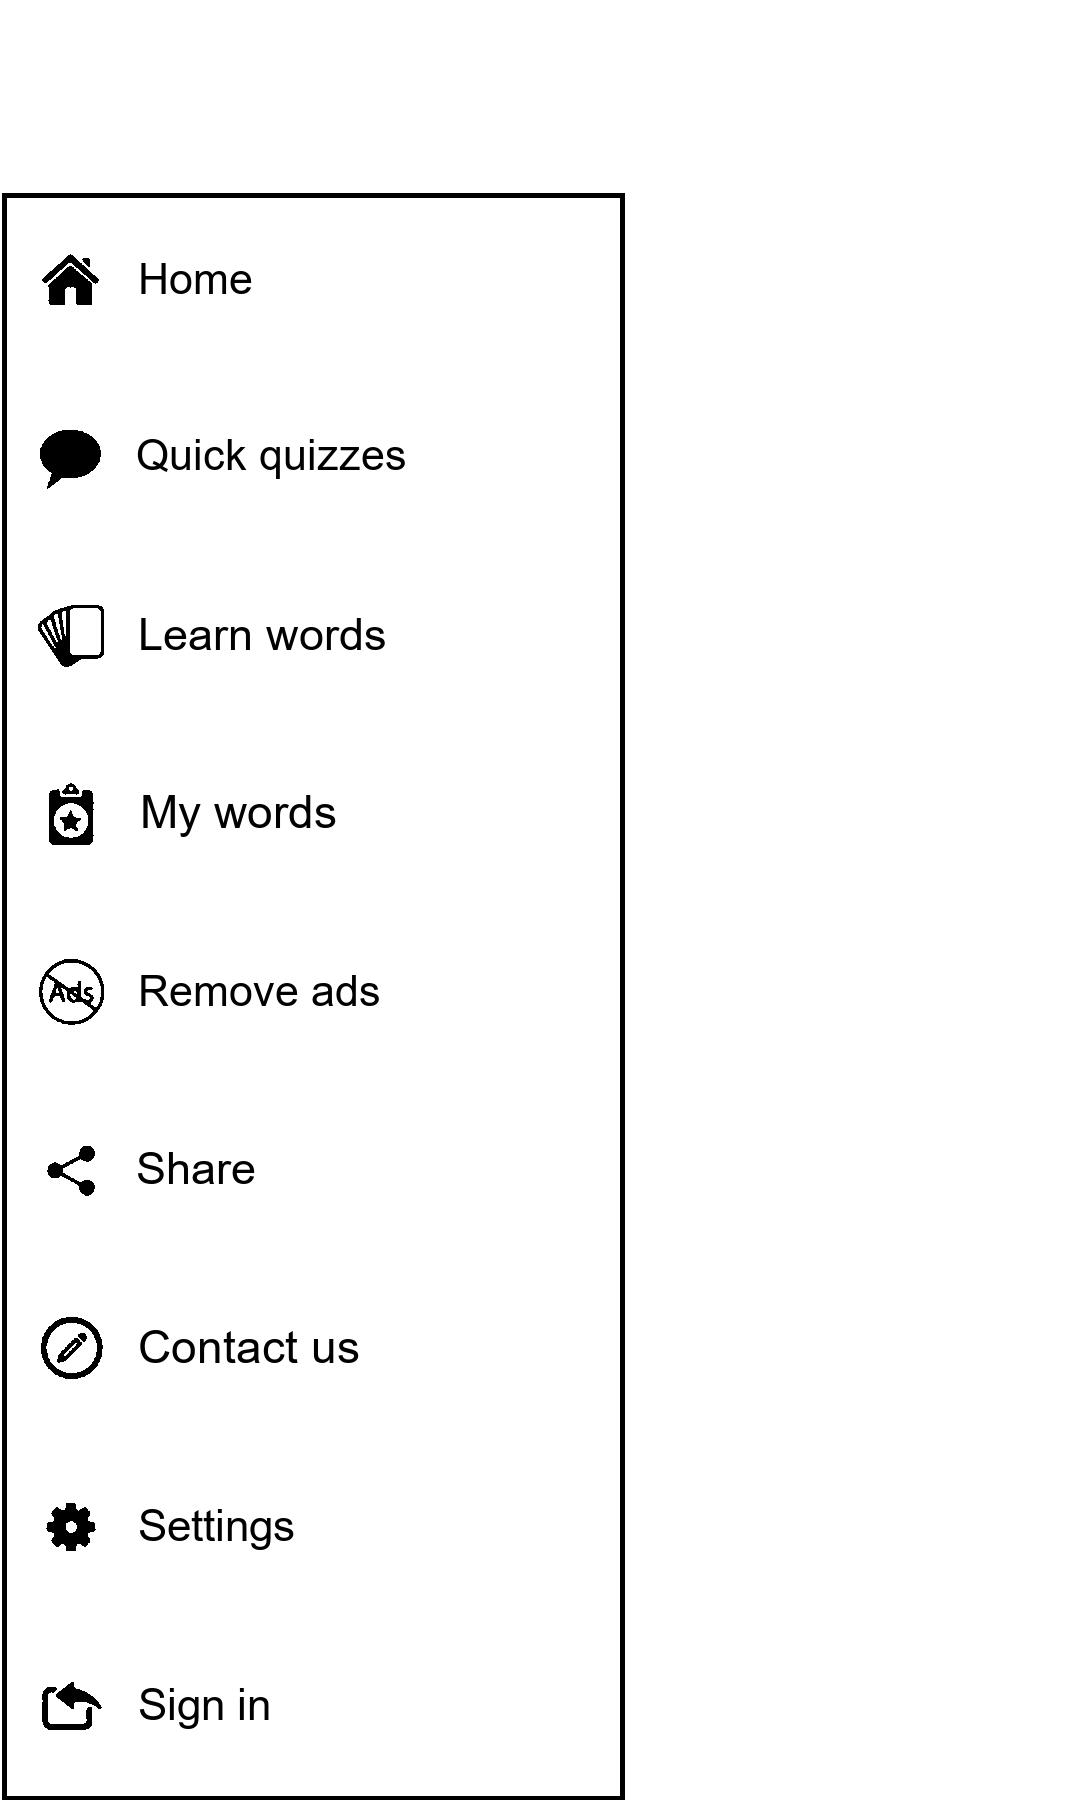 Home
Quick quizzes
Learn words
My words
Ads
Remove ads
Share
Contact us
Settings
Sign in